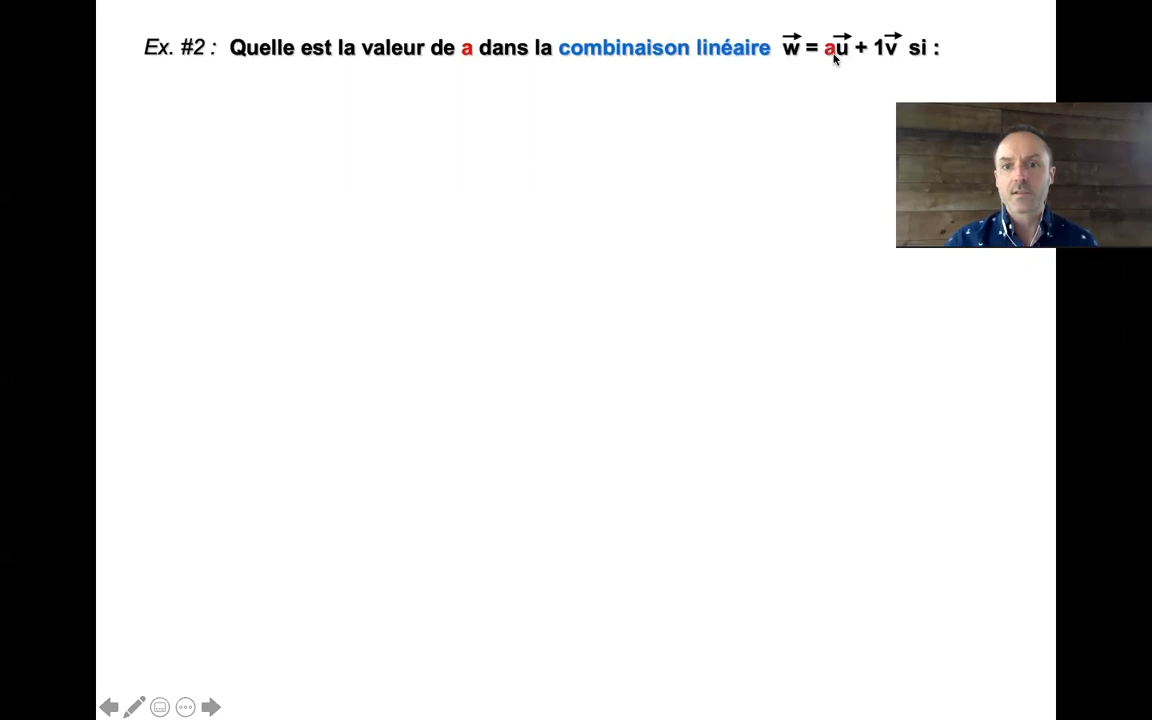 Ex. #2 : Quelle est la valeur de a dans la combinaison linéaire w⃗ = au⃗ + 1v⃗ si :